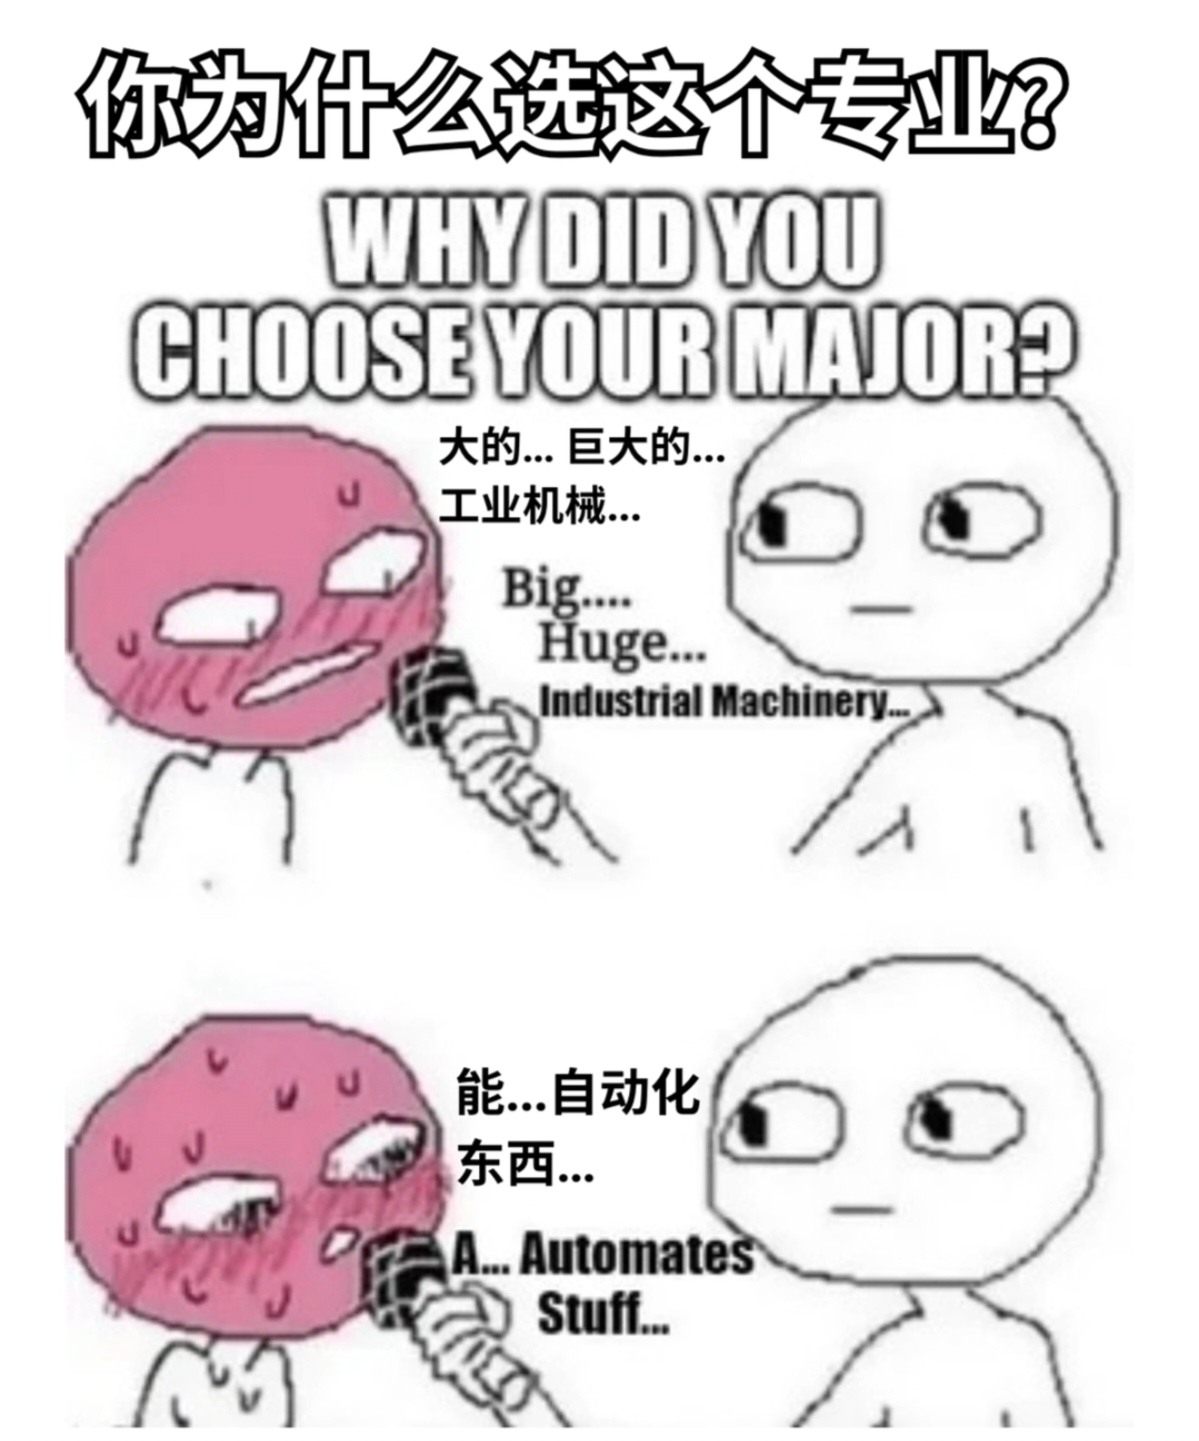 你为什么选这个专业?
WHY DID YOU
CHOOSE YOUR MAJOR?
大的... 巨大的...
工业机械...
Big....
Huge...
Industrial Machinery...
能...自动化
东西...
A... Automates
Stuff...